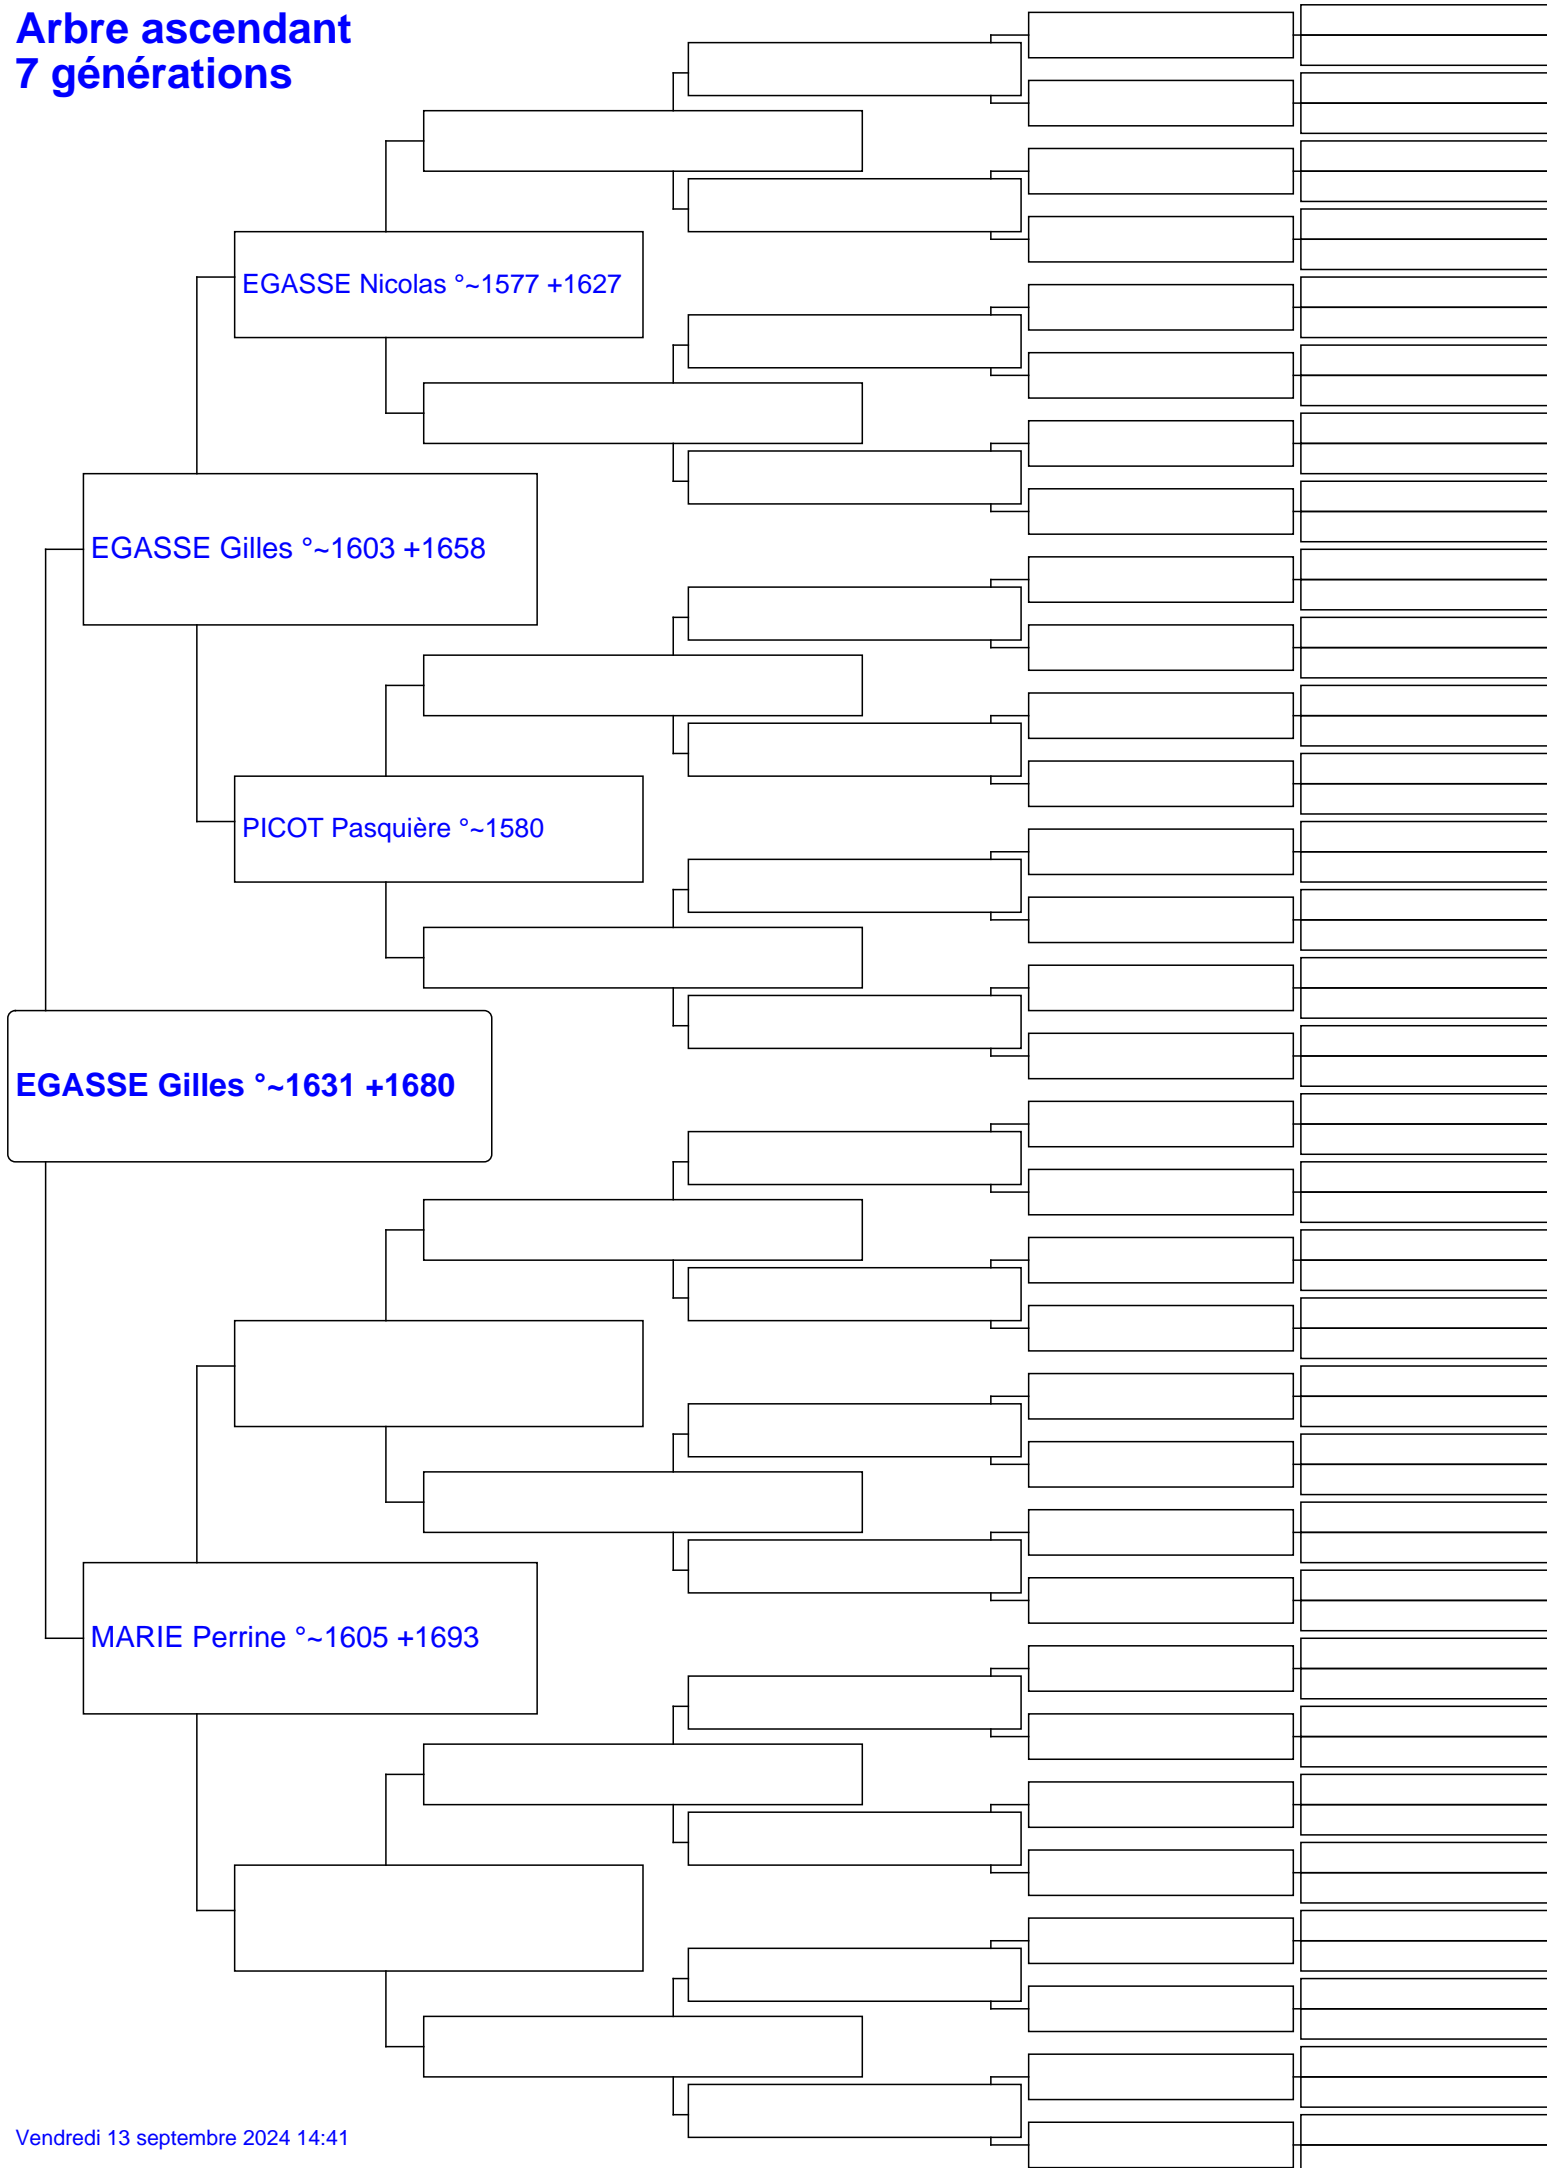 Arbre ascendant
7 générations
EGASSE Nicolas °~1577 +1627
EGASSE Gilles °~1603 +1658
PICOT Pasquière °~1580
EGASSE Gilles °~1631 +1680
MARIE Perrine °~1605 +1693
Vendredi 13 septembre 2024 14:41